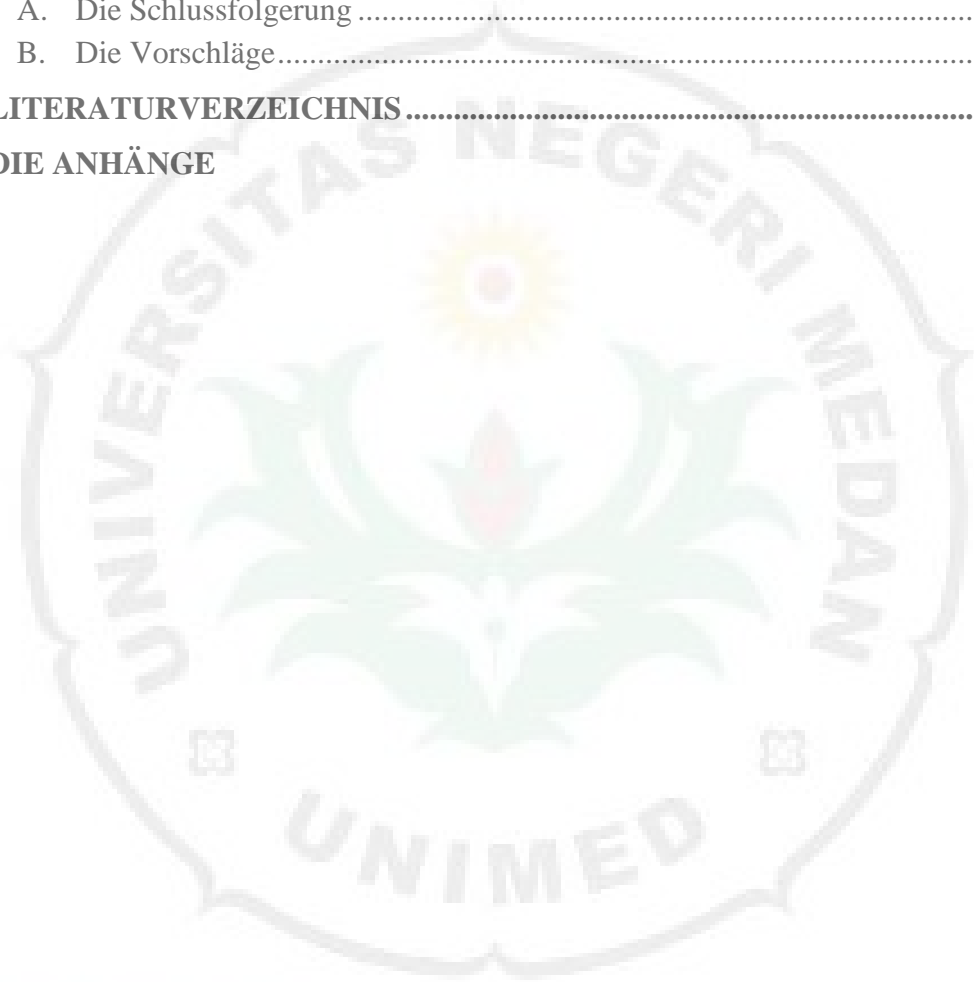 A. Die Schlussfolgerung ..................................................................
B. Die Vorschläge..........................................................................
LITERATURVERZEICHNIS .......................................................................
DIE ANHÄNGE
UNIVERSITAS NEGERI MEDAN
UNIMED